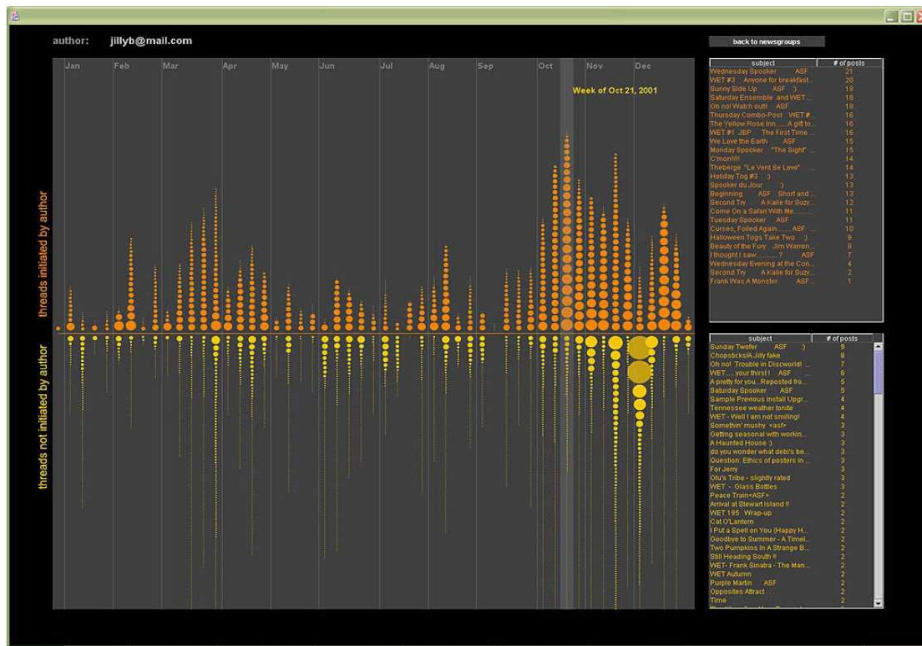 author: jillyb@mail.com
back to newsgroups
Jan Feb Mar Apr May Jun Jul Aug Sep Oct Nov Dec
Week of Oct 21, 2001
threads initiated by author
threads not initiated by author
subject # of posts
Wednesday Spooker ASF 21
WET #3 Anyone for breakfast... 20
Sunny Side Up ASF :) 19
Saturday Ensemble and WET ... 18
Oh no! Watch out! ASF 18
Thursday Combo-Post WET #... 16
The Yellow Rose Inn......A gift to... 16
WET #1 JBP The First Time ... 16
We Love the Earth ASF 15
Monday Spooker "The Sight" ... 15
C'mon!!!! 14
Theberge "Le Vent Se Leve" ... 14
Haliday Tog #3 :) 13
Spooker du Jour :) 13
Beginning ASF Short and ... 13
Second Try A Kalie for Suzy... 12
Come On a Safari With Me... 11
Tuesday Spooker ASF 11
Curses, Foiled Again........ASF ... 10
Halloween Togs Take Two :) 9
Beauty of the Fury Jim Warren... 9
I thought I saw...........? ASF 7
Wednesday Evening at the Con... 4
Second Try A Kalie for Suzy... 2
Frank Was A Monster ASF... 1
subject # of posts
Sunday Twofer ASF :) 9
Chopsticks/A Jilly fake 8
Oh no! Trouble in Discworld! ... 7
WET.....your thirst ! ASF ... 6
A pretty for you...Reposted fro... 5
Saturday Spooker ASF 5
Sample Previous Install Upgr... 4
Tennessee weather tonite 4
WET - Well I am not smiling! 4
Somethin' mushy <asf> 3
Getting seasonal with workin... 3
A Haunted House :) 3
do you wonder what debi's be... 3
Question: Ethics of posters in ... 3
For Jerry 3
Olu's Tribe - slightly rated 3
WET - Glass Bottles 3
Peace Train<ASF> 2
Arrival at Stewart Island !! 2
WET 195 Wrap-up 2
Cat O'Lantern 2
I Put a Spell on You (Happy H... 2
Goodbye to Summer - A Timel... 2
Two Pumpkins In A Strange B... 2
Still Heading South !! 2
WET- Frank Sinatra - The Man... 2
WET Autumn 2
Purple Martin ASF 2
Opposites Attract 2
Time 2